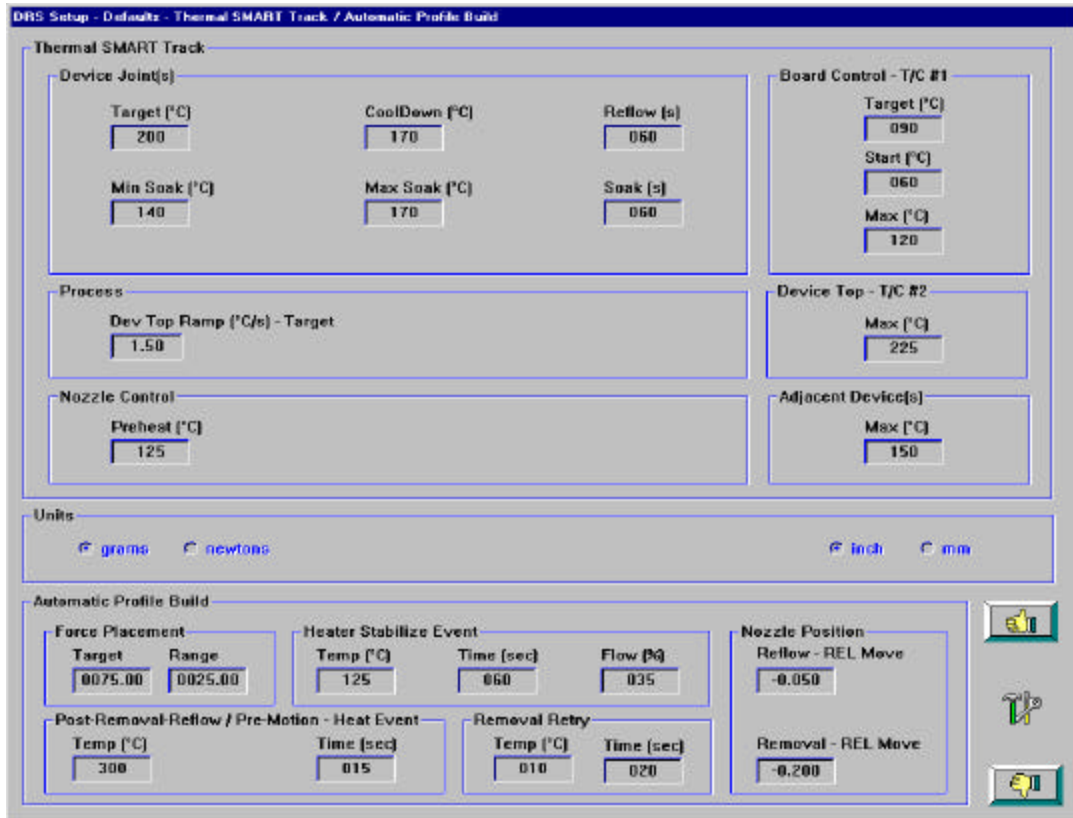 DRS Setup - Defaults - Thermal SMART Track / Automatic Profile Build
Thermal SMART Track
Device Joint(s)
Target (°C)
200
CoolDown (°C)
170
Reflow (s)
060
Min Soak (°C)
140
Max Soak (°C)
170
Soak (s)
060
Board Control - T/C #1
Target (°C)
090
Start (°C)
060
Max (°C)
120
Process
Dev Top Ramp (°C/s) - Target
1.50
Device Top - T/C #2
Max (°C)
225
Nozzle Control
Preheat (°C)
125
Adjacent Device(s)
Max (°C)
150
Units
grams
newtons
inch
mm
Automatic Profile Build
Force Placement
Target
0075.00
Range
0025.00
Heater Stabilize Event
Temp (°C)
125
Time (sec)
060
Flow (%)
035
Nozzle Position
Reflow - REL Move
-0.050
Removal - REL Move
-0.200
Post-Removal-Reflow / Pre-Motion - Heat Event
Temp (°C)
300
Time (sec)
015
Removal Retry
Temp (°C)
010
Time (sec)
020